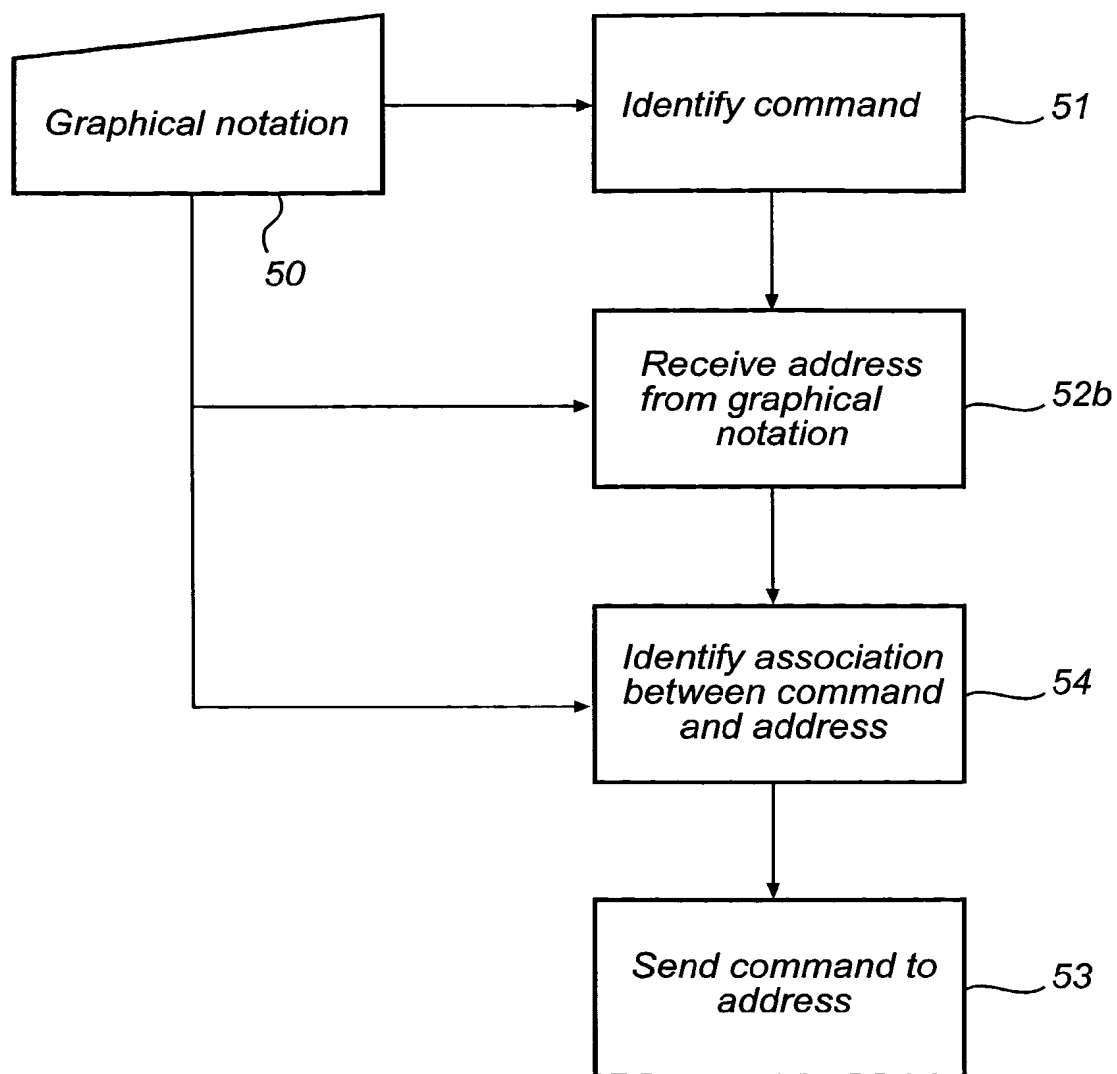 Graphical notation
50
Identify command
51
Receive address
from graphical
notation
52b
Identify association
between command
and address
54
Send command to
address
53